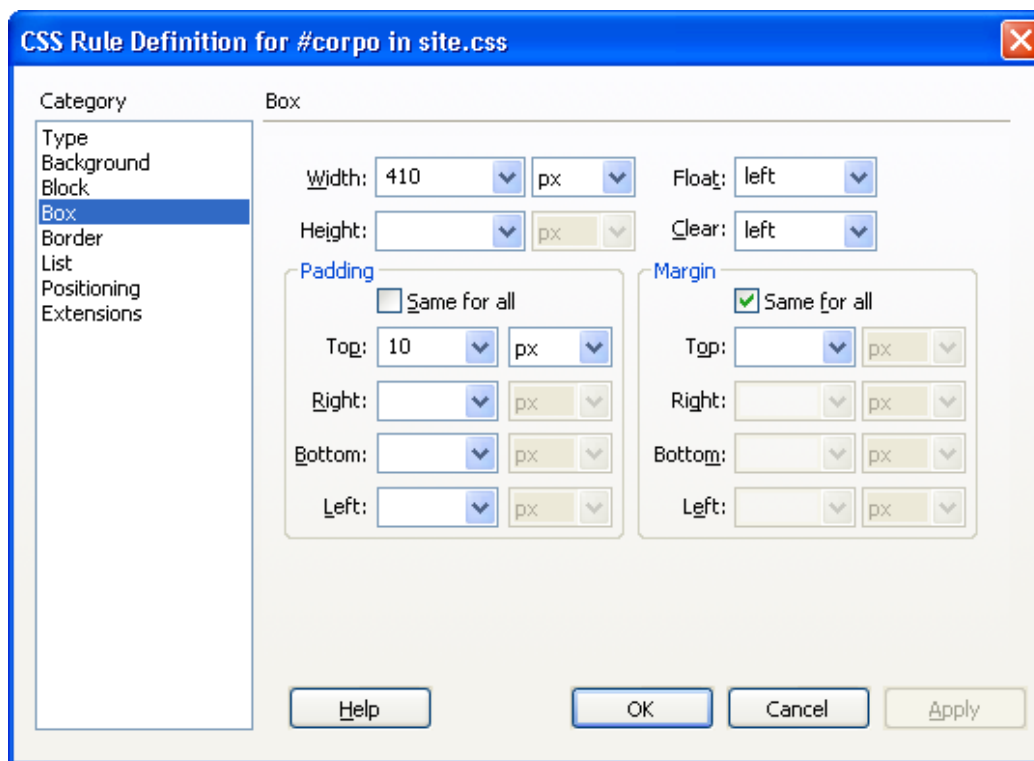 CSS Rule Definition for #corpo in site.css
Category
Box
Type
Background
Block
Box
Border
List
Positioning
Extensions
Width: 410 px Float: left
Height: px Clear: left
Padding
Same for all
Top: 10 px
Right: px
Bottom: px
Left: px
Margin
Same for all
Top: px
Right: px
Bottom: px
Left: px
Help OK Cancel Apply